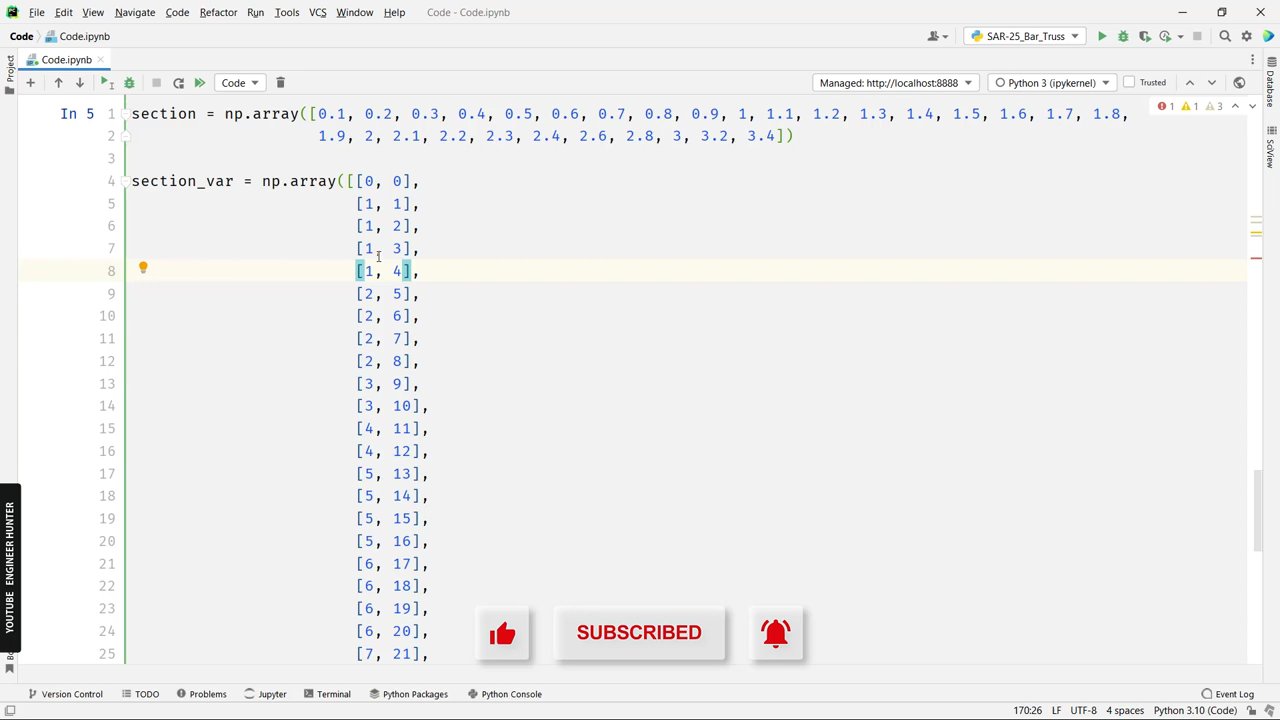 File Edit View Navigate Code Refactor Run Tools VCS Window Help Code - Code.ipynb
Code Code.ipynb SAR-25_Bar_Truss
Code.ipynb
Code Managed: http://localhost:8888 Python 3 (ipykernel) Trusted
Project
Database
SciView
1 1 3
In 5 1 section = np.array([0.1, 0.2, 0.3, 0.4, 0.5, 0.6, 0.7, 0.8, 0.9, 1, 1.1, 1.2, 1.3, 1.4, 1.5, 1.6, 1.7, 1.8,
2 1.9, 2, 2.1, 2.2, 2.3, 2.4, 2.6, 2.8, 3, 3.2, 3.4])
3
4 section_var = np.array([[0, 0],
5 [1, 1],
6 [1, 2],
7 [1, 3],
8 [1, 4],
9 [2, 5],
10 [2, 6],
11 [2, 7],
12 [2, 8],
13 [3, 9],
14 [3, 10],
15 [4, 11],
16 [4, 12],
17 [5, 13],
18 [5, 14],
19 [5, 15],
20 [5, 16],
21 [6, 17],
22 [6, 18],
23 [6, 19],
24 [6, 20],
25 [7, 21],
YOUTUBE ENGINEER HUNTER
SUBSCRIBED
Version Control TODO Problems Jupyter Terminal Python Packages Python Console Event Log
170:26 LF UTF-8 4 spaces Python 3.10 (Code)